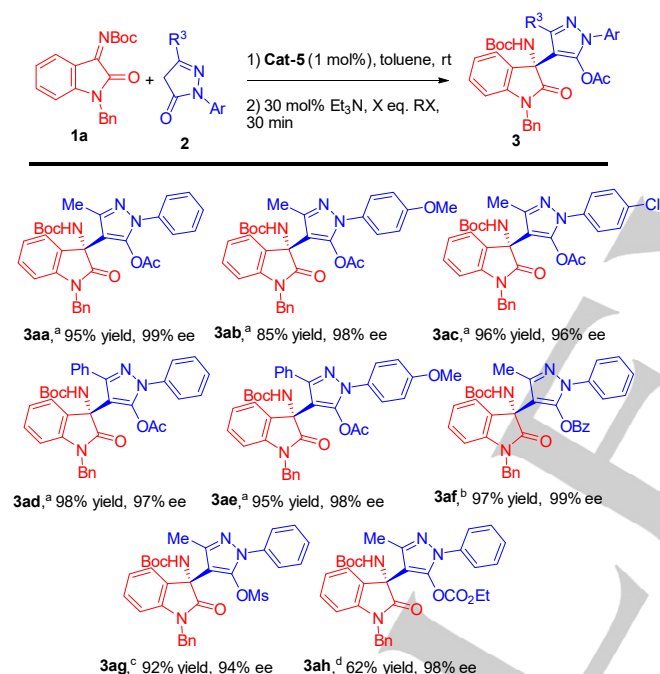 NBoc
O
N
Bn
1a
+
R3
N
N
O
Ar
2
1) Cat-5 (1 mol%), toluene, rt
2) 30 mol% Et3N, X eq. RX,
30 min
R3
BocHN
N
N
Ar
OAc
O
N
Bn
3
Me
N
BocHN
N
OAc
O
N
Bn
3aa,a 95% yield, 99% ee
Me
N
OMe
BocHN
N
OAc
O
N
Bn
3ab,a 85% yield, 98% ee
Me
N
Cl
BocHN
N
OAc
O
N
Bn
3ac,a 96% yield, 96% ee
Ph
N
BocHN
N
OAc
O
N
Bn
3ad,a 98% yield, 97% ee
Ph
N
OMe
BocHN
N
OAc
O
N
Bn
3ae,a 95% yield, 98% ee
Me
N
BocHN
N
OBz
O
N
Bn
3af,b 97% yield, 99% ee
Me
N
BocHN
N
OMs
O
N
Bn
3ag,c 92% yield, 94% ee
Me
N
BocHN
N
OCO2Et
O
N
Bn
3ah,d 62% yield, 98% ee